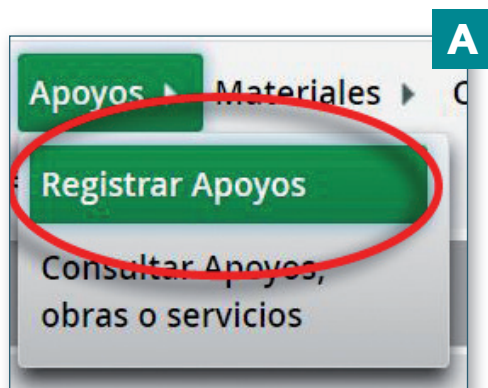 A
Apoyos ▶ Materiales ▶ C
Registrar Apoyos
Consultar Apoyos,
obras o servicios